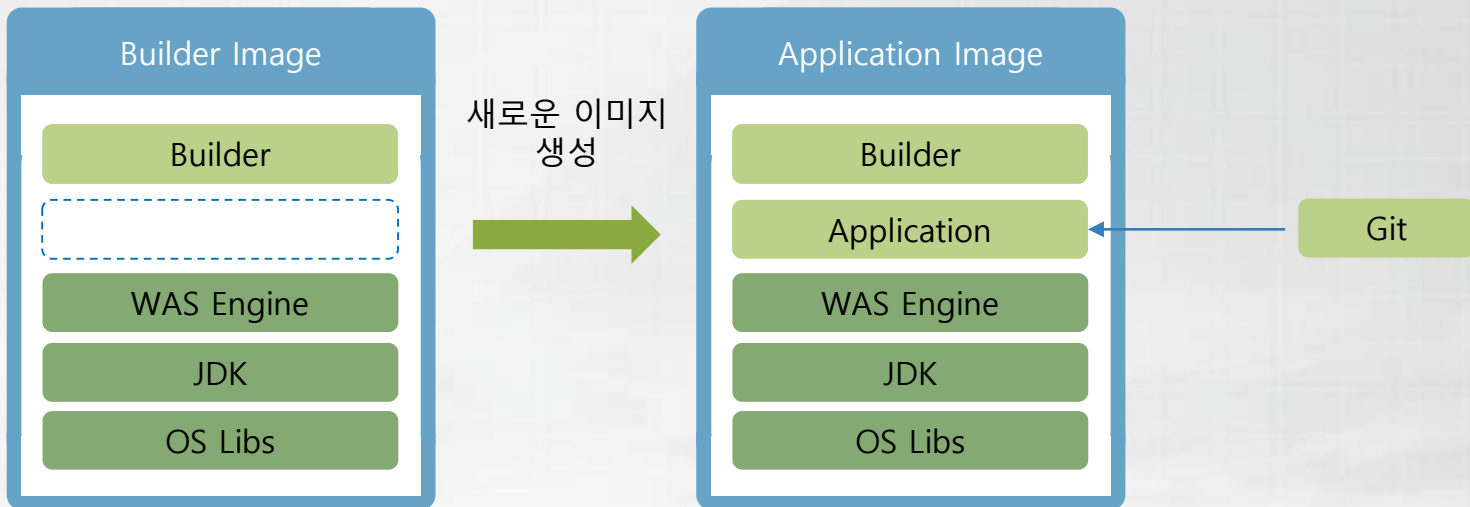 Builder Image
Builder
WAS Engine
JDK
OS Libs
새로운 이미지
생성
Application Image
Builder
Application
WAS Engine
JDK
OS Libs
Git